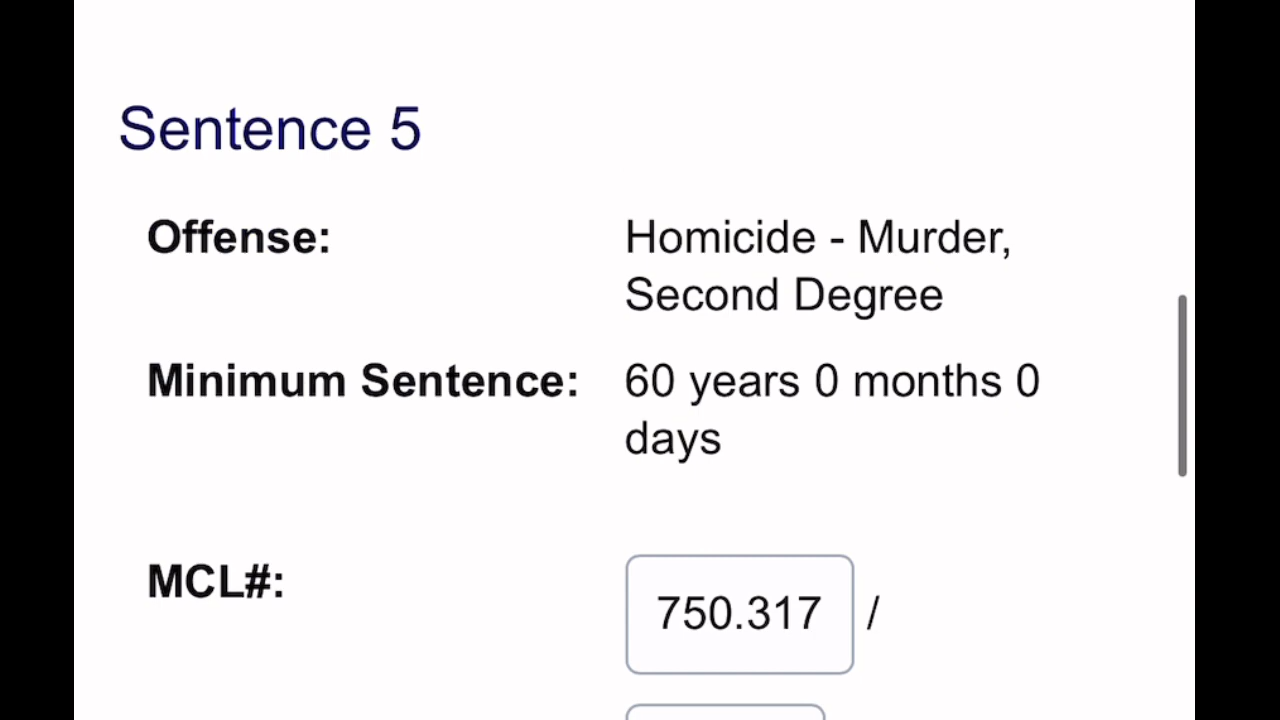 Sentence 5
Offense: Homicide - Murder,
Second Degree
Minimum Sentence: 60 years 0 months 0
days
MCL#: 750.317 /